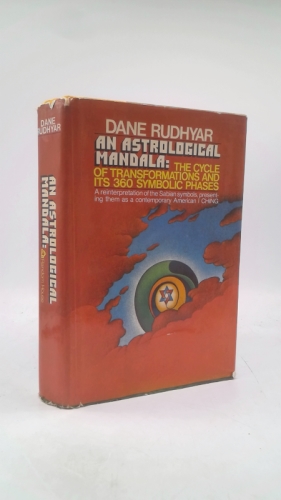 DANE
RUDHYAR
AN ASTROLOGICAL
MANDALA:
DANE RUDHYAR
AN ASTROLOGICAL
MANDALA: THE CYCLE
OF TRANSFORMATIONS AND
ITS 360 SYMBOLIC PHASES
A reinterpretation of the Sabian symbols, present
ing them as a contemporary American I CHING